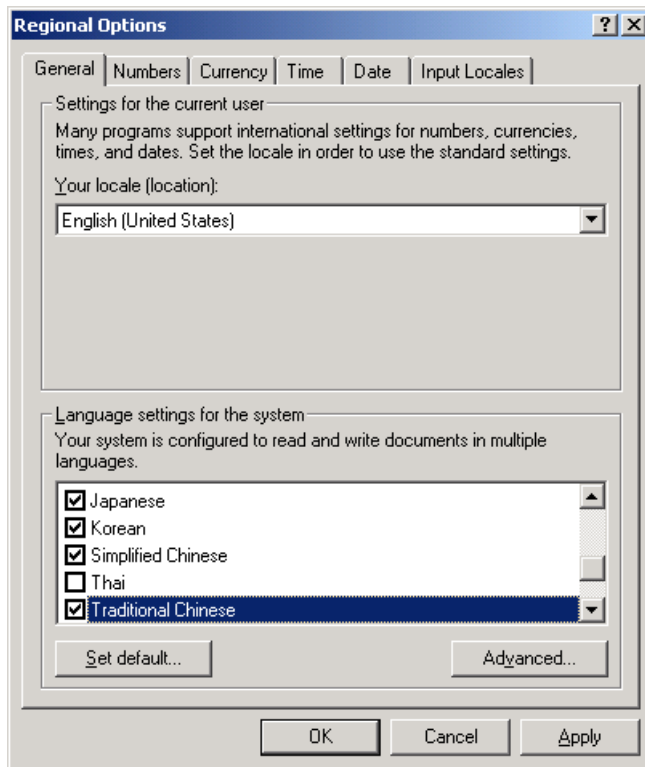 Regional Options
General Numbers Currency Time Date Input Locales
Settings for the current user
Many programs support international settings for numbers, currencies,
times, and dates. Set the locale in order to use the standard settings.
Your locale (location):
English (United States)
Language settings for the system
Your system is configured to read and write documents in multiple
languages.
Japanese
Korean
Simplified Chinese
Thai
Traditional Chinese
Set default... Advanced...
OK Cancel Apply